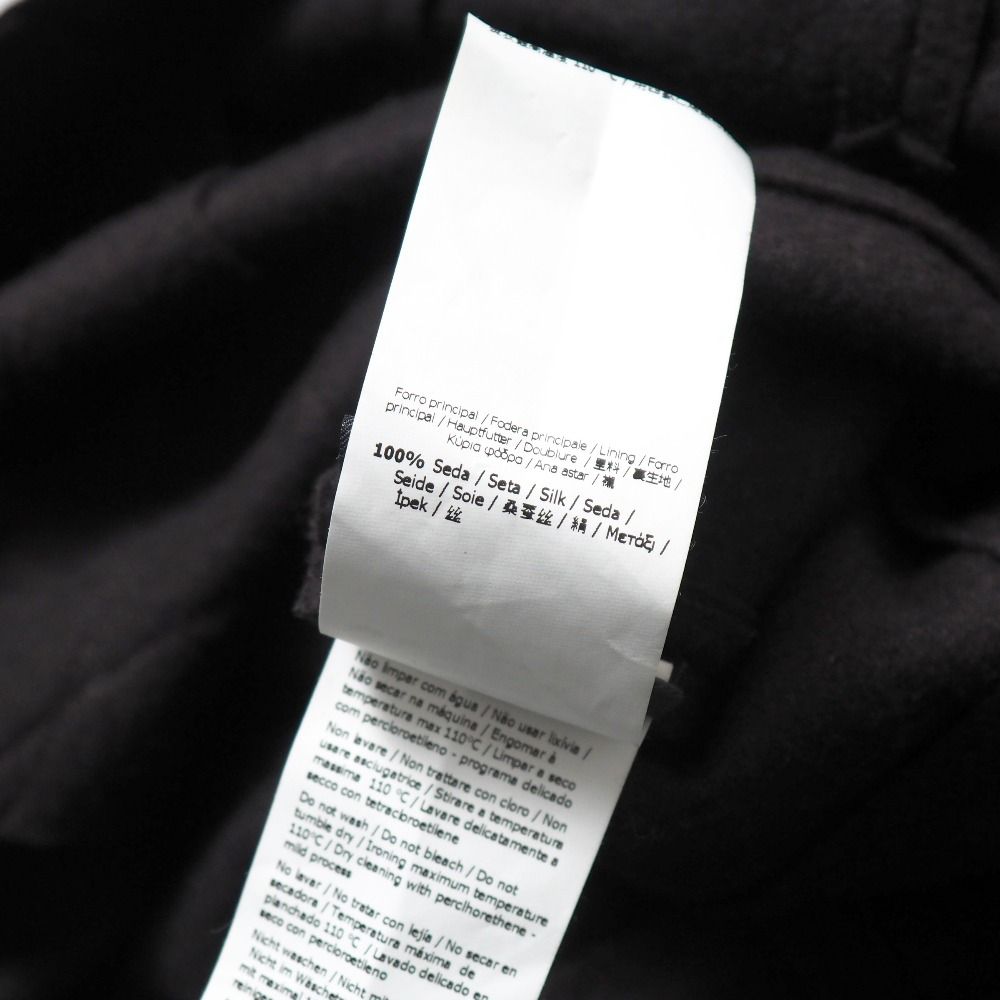 Forro principal / Fodera principale / Lining / Forro
principal / Hauptfutter / Doublure / 里料 / 裏生地 /
Κύρια φόδρα / Ana astar / 襯
100% Seda / Seta / Silk / Seda /
Seide / Soie / 桑蚕丝 / 絹 / Μετάξι /
İpek / 丝
Não limpar com água / Não usar lixívia /
Não secar na máquina / Engomar à
temperatura max 110°C / Limpar a seco
com percloroetileno - programa delicado
Non lavare / Non trattare con cloro / Non
usare asciugatrice / Stirare a temperatura
massima 110 °C / Lavare delicatamente a
secco con tetracloroetilene
Do not wash / Do not bleach / Do not
tumble dry / Ironing maximum temperature
110°C / Dry cleaning with perclhorethene -
mild process
No lavar / No tratar con lejía / No secar en
secadora / Temperatura máxima de
planchado 110 °C / Lavado delicado en
seco con percloroetileno
Nicht waschen / Nicht
Nicht im
mit maximal